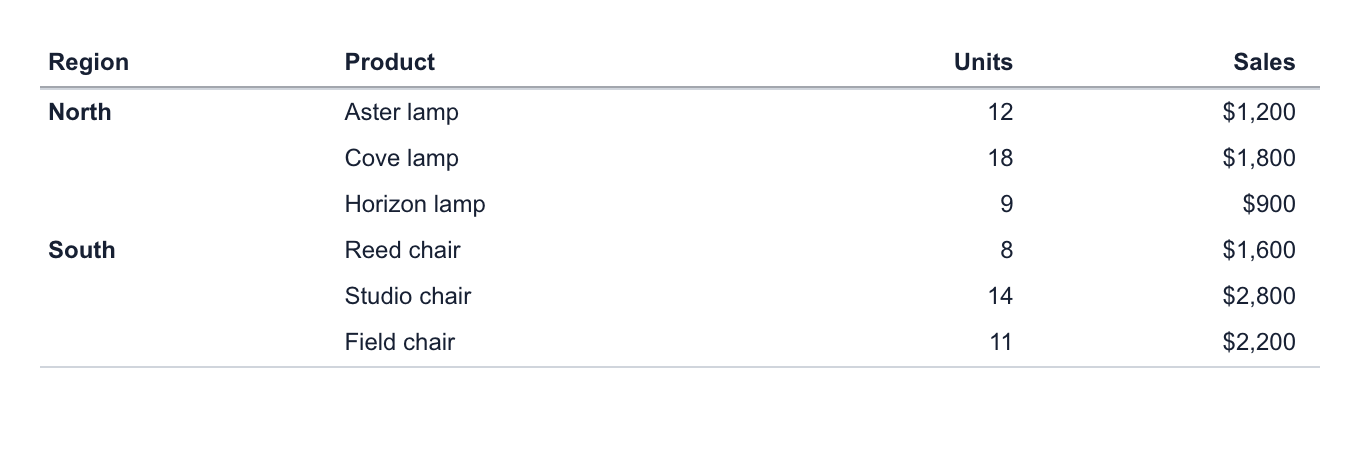 Region Product Units Sales
North Aster lamp 12 $1,200
Cove lamp 18 $1,800
Horizon lamp 9 $900
South Reed chair 8 $1,600
Studio chair 14 $2,800
Field chair 11 $2,200